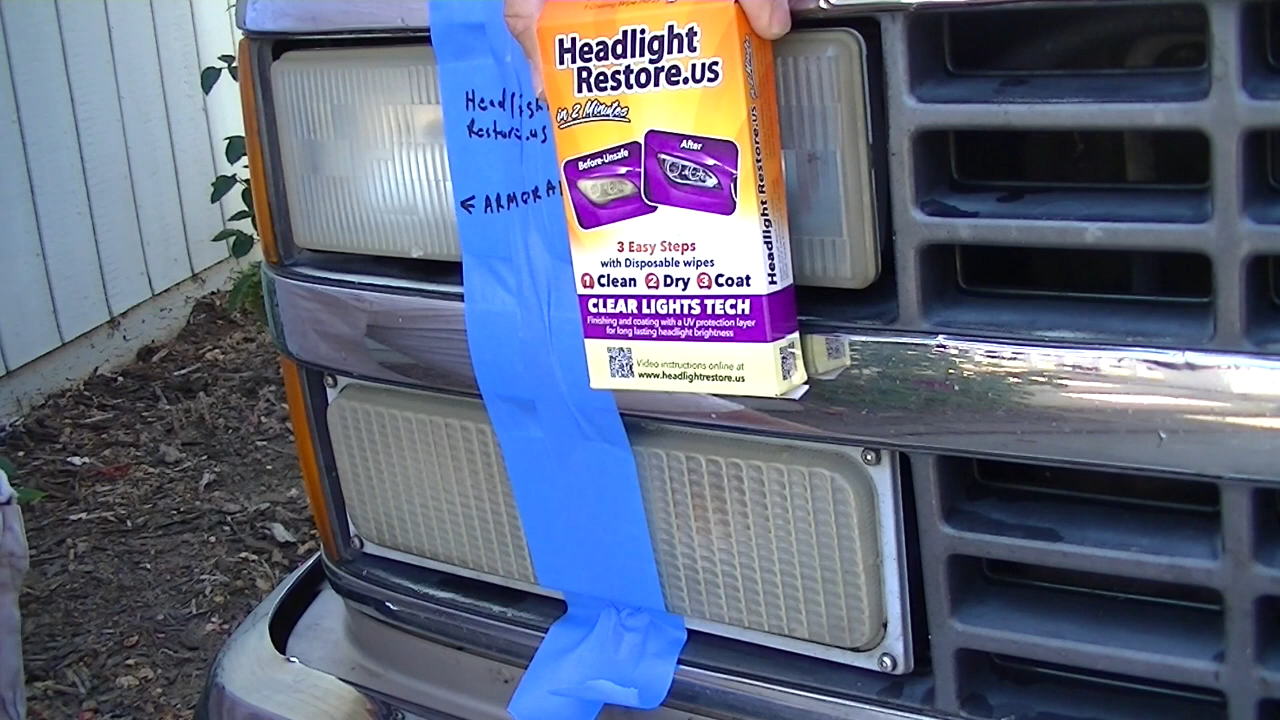 Headlight
Restore.us
in 2 Minutes
Before-Unsafe
After
3 Easy Steps
with Disposable wipes
1 Clean 2 Dry 3 Coat
CLEAR LIGHTS TECH
Finishing and coating with a UV protection layer
for long lasting headlight brightness
Video instructions online at
www.headlightrestore.us
Headlight Restore.us
Headligh
Restore.us
< ARMORA